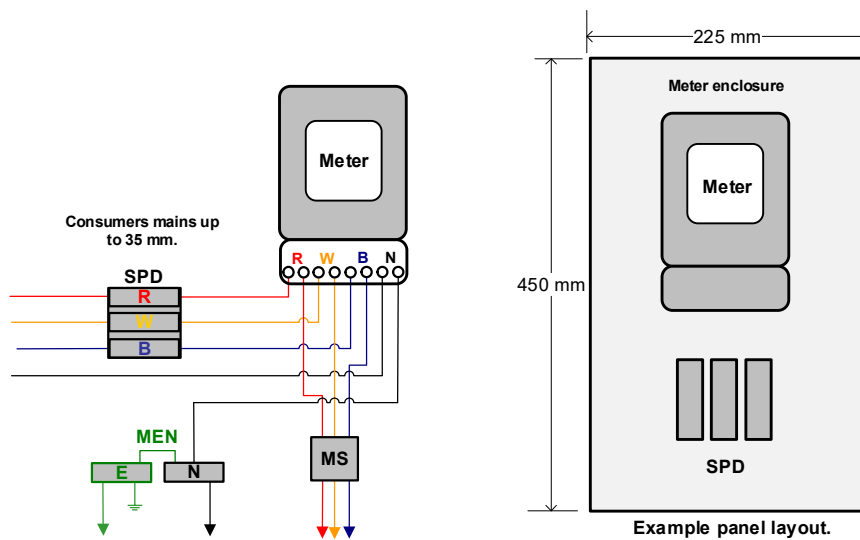 Meter
Consumers mains up
to 35 mm.
SPD
R
W
B
R W B N
MEN
E
N
MS
225 mm
Meter enclosure
Meter
450 mm
SPD
Example panel layout.